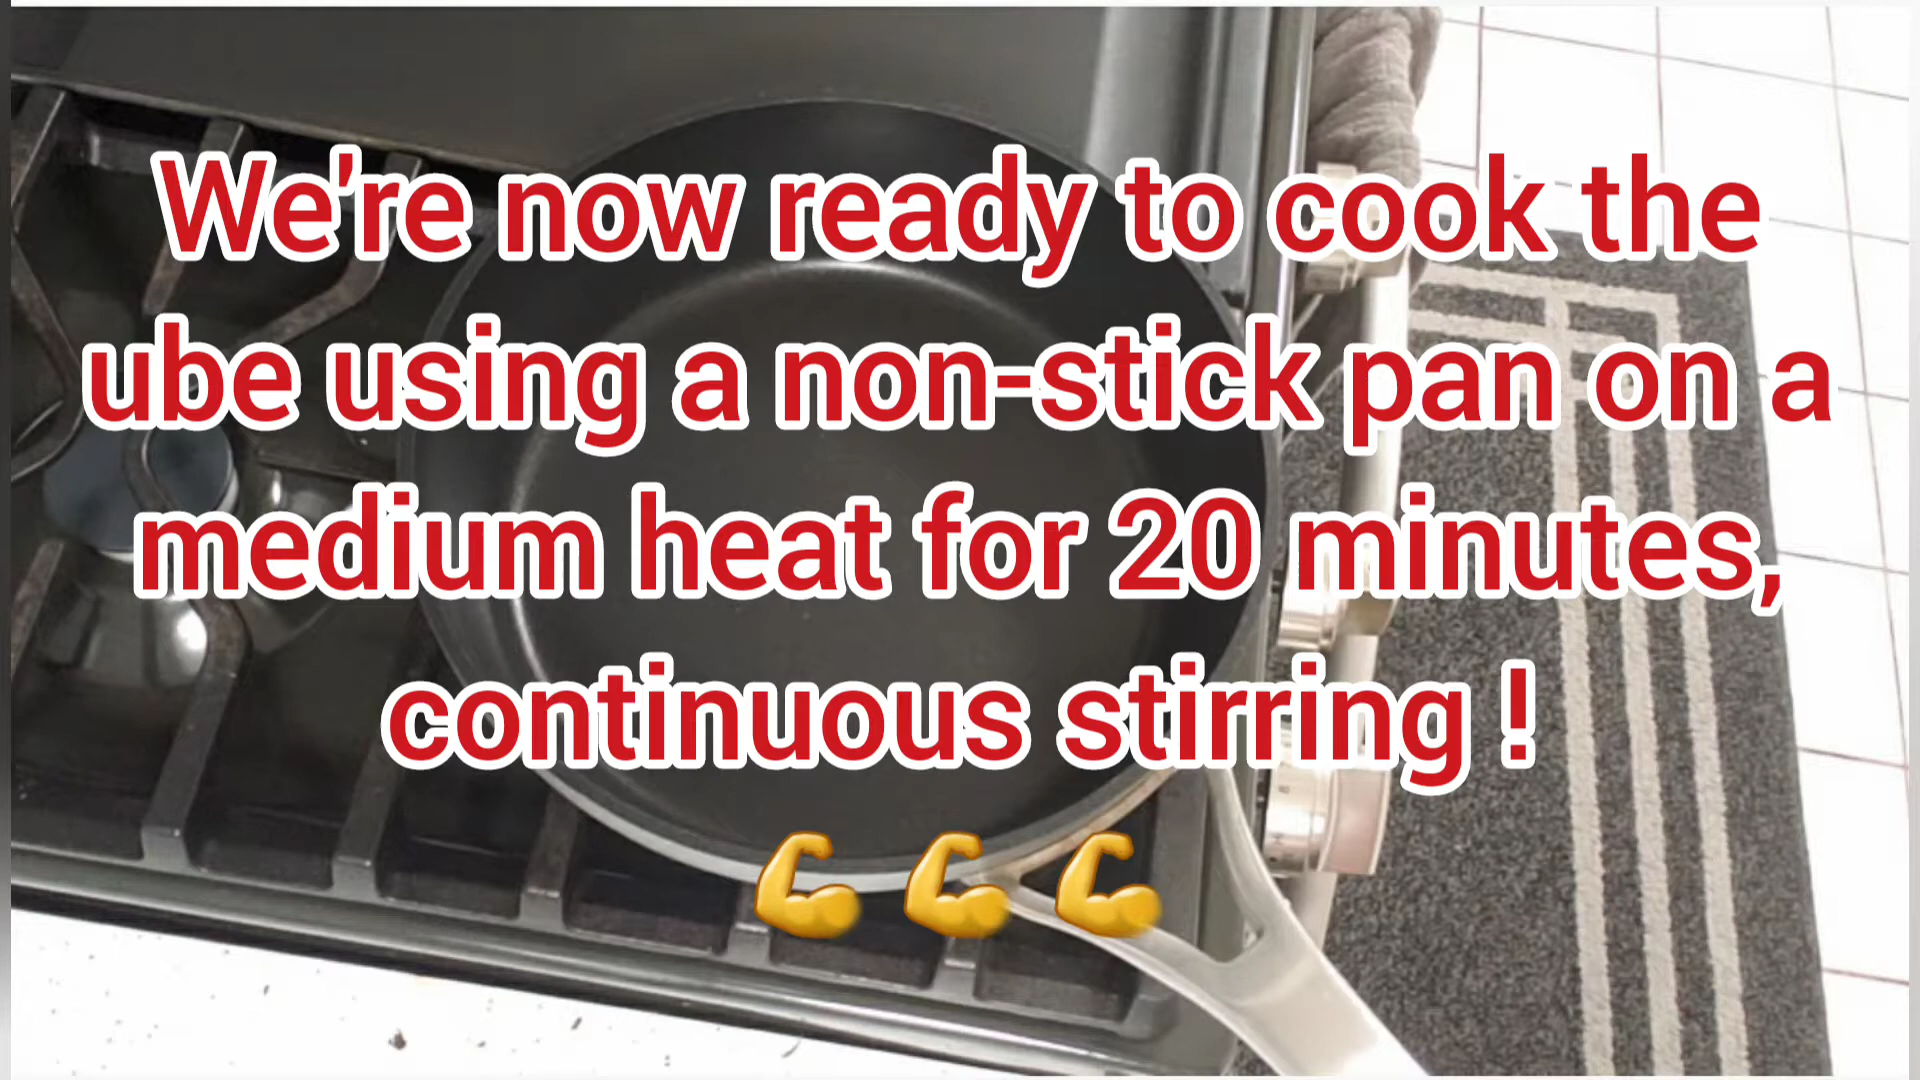 We're now ready to cook the
ube using a non-stick pan on a
medium heat for 20 minutes,
continuous stirring !
💪💪💪